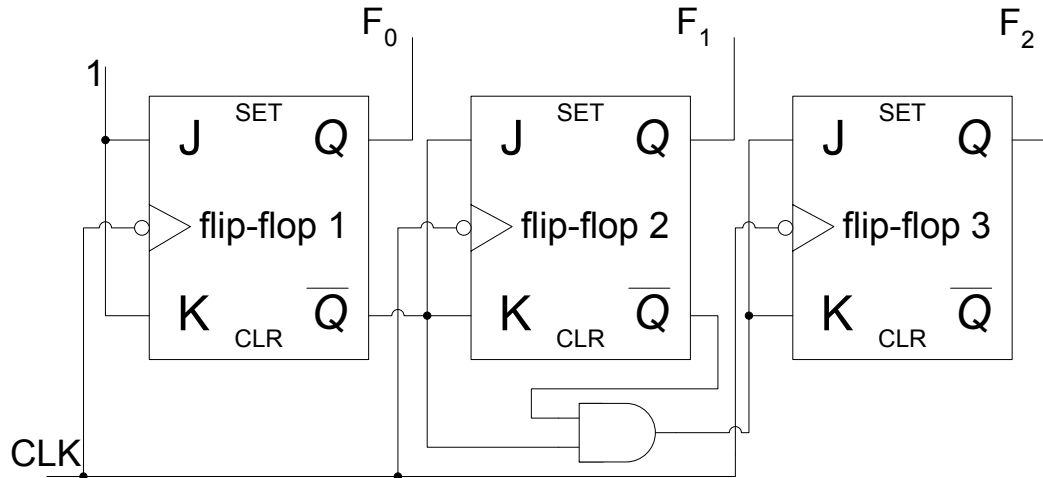 F0 F1 F2
1
SET SET SET
J Q J Q J Q
flip-flop 1 flip-flop 2 flip-flop 3
K Q̅ K Q̅ K Q̅
CLR CLR CLR
CLK